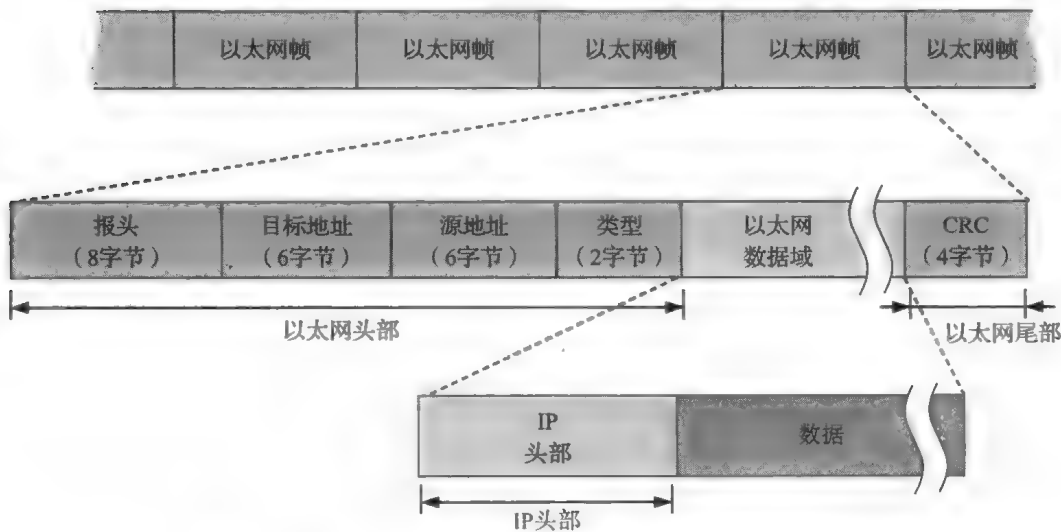 以太网帧
以太网帧
以太网帧
以太网帧
以太网帧
报头
(8字节)
目标地址
(6字节)
源地址
(6字节)
类型
(2字节)
以太网
数据域
CRC
(4字节)
以太网头部
以太网尾部
IP
头部
数据
IP头部